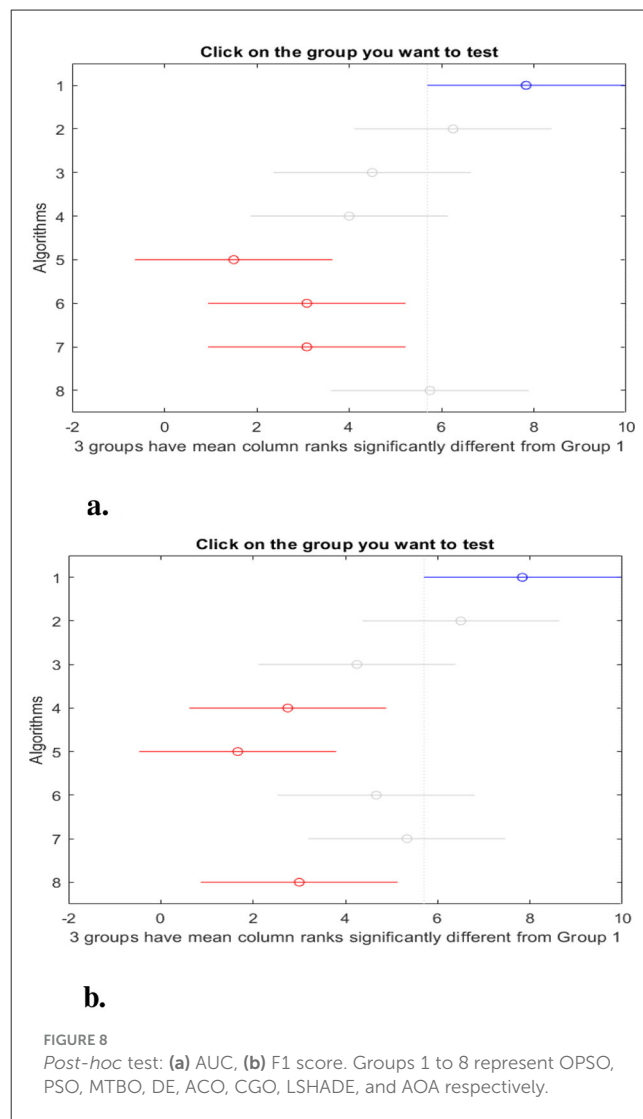 Click on the group you want to test
1
2
3
4
5
6
7
8
Algorithms
-2 0 2 4 6 8 10
3 groups have mean column ranks significantly different from Group 1
a.
Click on the group you want to test
1
2
3
4
5
6
7
8
Algorithms
-2 0 2 4 6 8 10
3 groups have mean column ranks significantly different from Group 1
b.
FIGURE 8
Post-hoc test: (a) AUC, (b) F1 score. Groups 1 to 8 represent OPSO,
PSO, MTBO, DE, ACO, CGO, LSHADE, and AOA respectively.